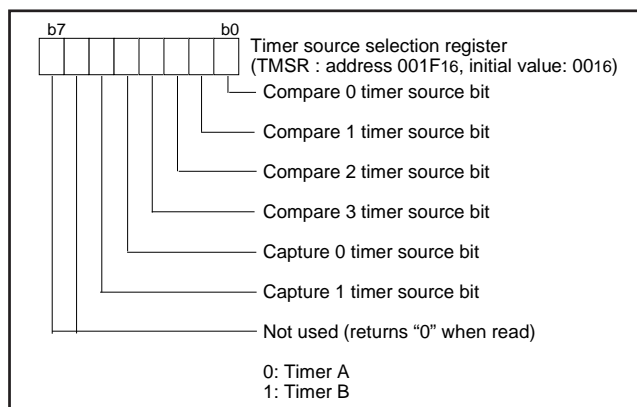 b7 b0
Timer source selection register
(TMSR : address 001F16, initial value: 0016)
Compare 0 timer source bit
Compare 1 timer source bit
Compare 2 timer source bit
Compare 3 timer source bit
Capture 0 timer source bit
Capture 1 timer source bit
Not used (returns “0” when read)
0: Timer A
1: Timer B